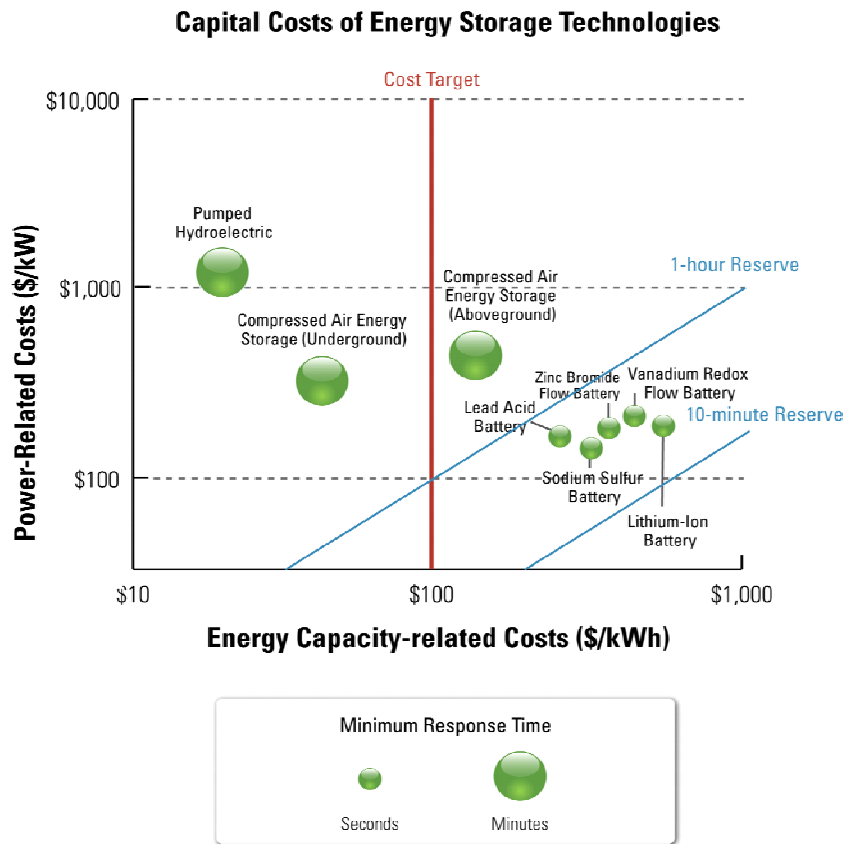 Capital Costs of Energy Storage Technologies
Cost Target
$10,000
Pumped
Hydroelectric
1-hour Reserve
$1,000
Compressed Air
Energy Storage
(Aboveground)
Compressed Air Energy
Storage (Underground)
Zinc Bromide
Flow Battery
Vanadium Redox
Flow Battery
Lead Acid
Battery
10-minute Reserve
$100
Sodium Sulfur
Battery
Lithium-Ion
Battery
Power-Related Costs ($/kW)
$10
$100
$1,000
Energy Capacity-related Costs ($/kWh)
Minimum Response Time
Seconds
Minutes